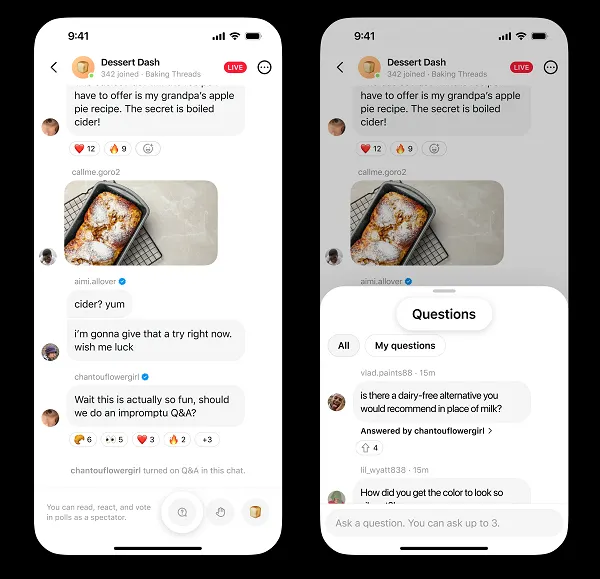 9:41
Dessert Dash
342 joined · Baking Threads
LIVE
have to offer is my grandpa's apple
pie recipe. The secret is boiled
cider!
12
9
callme.goro2
aimi.allover
cider? yum
i'm gonna give that a try right now.
wish me luck
chantouflowergirl
Wait this is actually so fun, should
we do an impromptu Q&A?
6
5
3
2
+3
chantouflowergirl turned on Q&A in this chat.
You can read, react, and vote
in polls as a spectator.
9:41
Dessert Dash
342 joined · Baking Threads
LIVE
have to offer is my grandpa's apple
pie recipe. The secret is boiled
cider!
12
9
callme.goro2
aimi.allover
Questions
All
My questions
vlad.paints88 · 15m
is there a dairy-free alternative you
would recommend in place of milk?
Answered by chantouflowergirl >
4
lil_wyatt838 · 15m
How did you get the color to look so
Ask a question. You can ask up to 3.